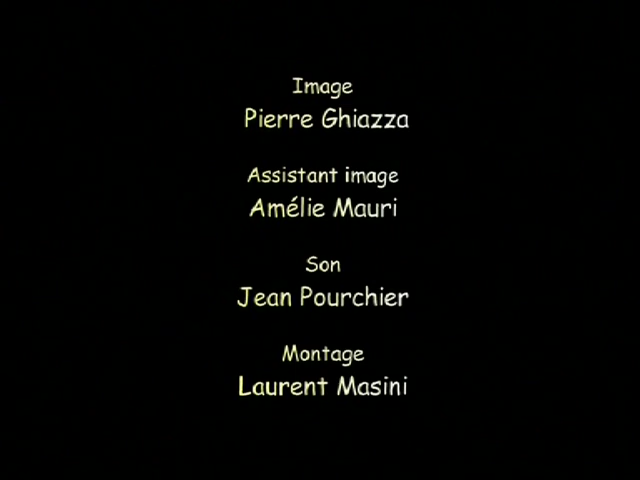 Image
Pierre Ghiazza
Assistant image
Amélie Mauri
Son
Jean Pourchier
Montage
Laurent Masini